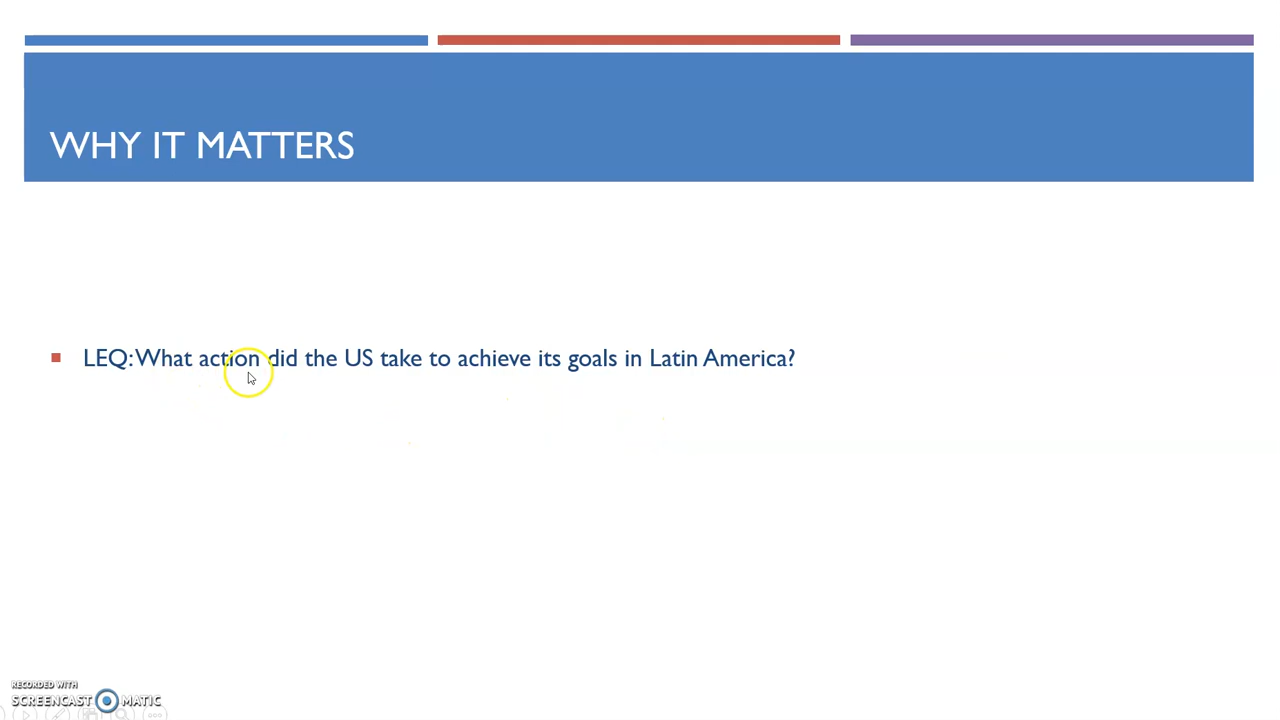 WHY IT MATTERS
LEQ: What action did the US take to achieve its goals in Latin America?
RECORDED WITH
SCREENCAST MATIC